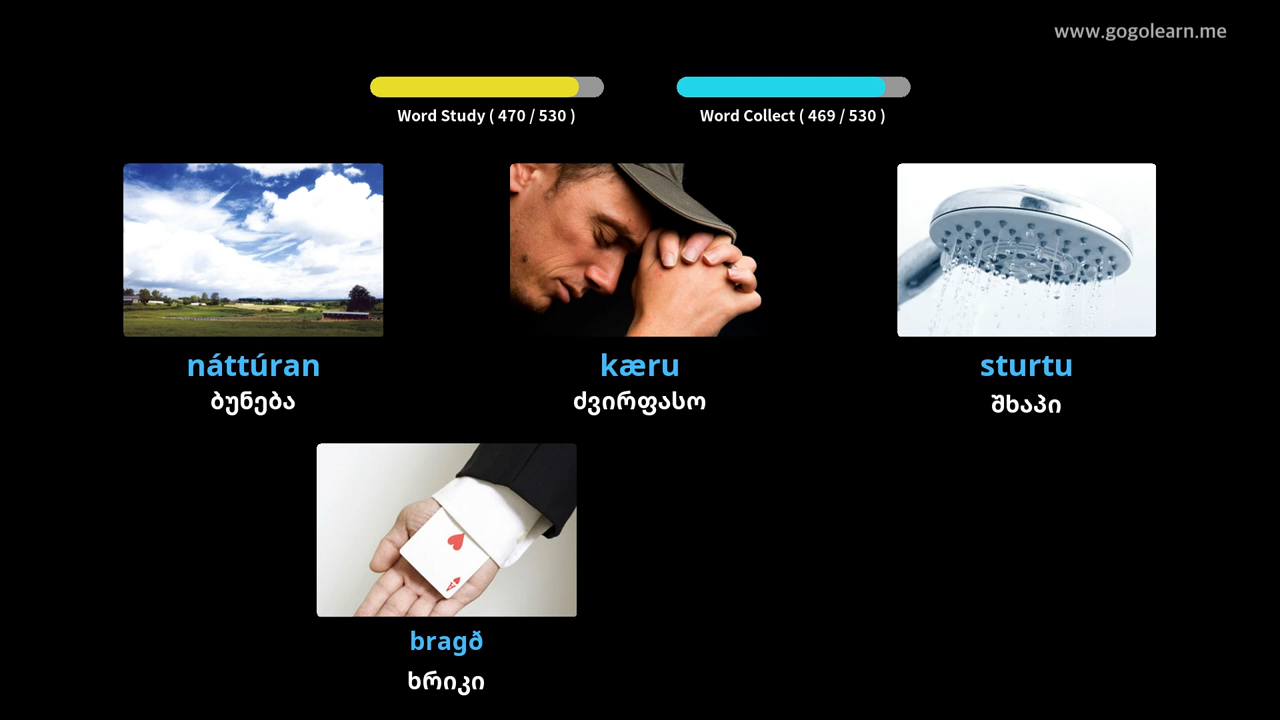 www.gogolearn.me
Word Study ( 470 / 530 )
Word Collect ( 469 / 530 )
náttúran
ბუნება
kæru
ძვირფასო
sturtu
შხაპი
bragð
ხრიკი